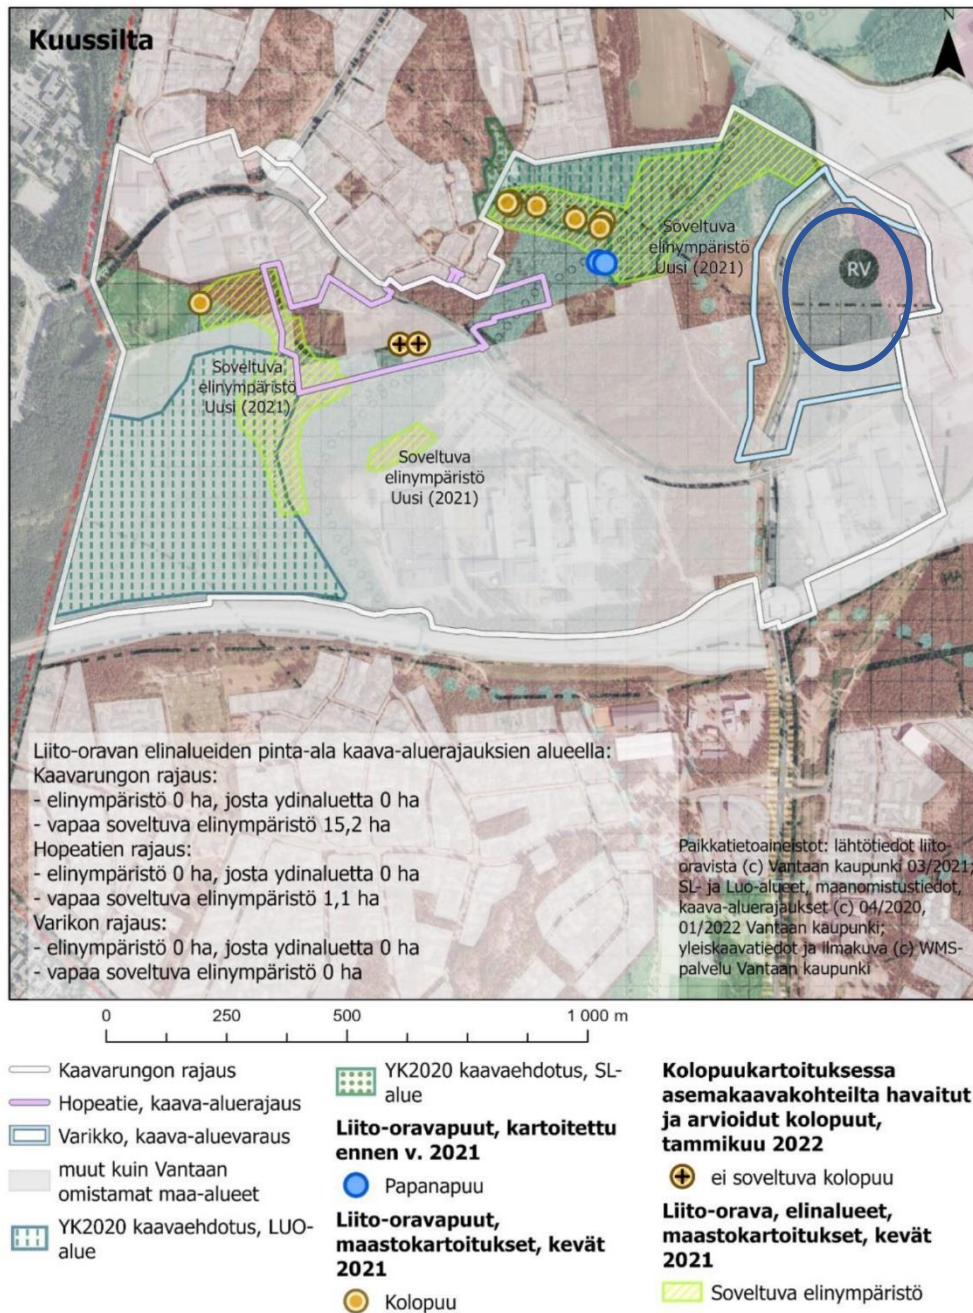 Kuussilta
N
Soveltuva
elinympäristö
Uusi (2021)
RV
Soveltuva
elinympäristö
Uusi (2021)
Soveltuva
elinympäristö
Uusi (2021)
Liito-oravan elinalueiden pinta-ala kaava-aluerajauksien alueella:
Kaavarungon rajaus:
- elinympäristö 0 ha, josta ydinaluetta 0 ha
- vapaa soveltuva elinympäristö 15,2 ha
Hopeatien rajaus:
- elinympäristö 0 ha, josta ydinaluetta 0 ha
- vapaa soveltuva elinympäristö 1,1 ha
Varikon rajaus:
- elinympäristö 0 ha, josta ydinaluetta 0 ha
- vapaa soveltuva elinympäristö 0 ha
Paikkatietoaineistot: lähtötiedot liito-
oravista (c) Vantaan kaupunki 03/2021;
SL- ja Luo-alueet, maanomistustiedot,
kaava-aluerajaukset (c) 04/2020,
01/2022 Vantaan kaupunki;
yleiskaavatiedot ja ilmakuva (c) WMS-
palvelu Vantaan kaupunki
0 250 500 1 000 m
Kaavarungon rajaus
Hopeatie, kaava-aluerajaus
Varikko, kaava-aluevaraus
muut kuin Vantaan
omistamat maa-alueet
YK2020 kaavaehdotus, LUO-
alue
YK2020 kaavaehdotus, SL-
alue
Liito-oravapuut, kartoitettu
ennen v. 2021
Papanapuu
Liito-oravapuut,
maastokartoitukset, kevät
2021
Kolopuu
Kolopuukartoituksessa
asemakaavakohteilta havaitut
ja arvioidut kolopuut,
tammikuu 2022
ei soveltuva kolopuu
Liito-orava, elinalueet,
maastokartoitukset, kevät
2021
Soveltuva elinympäristö